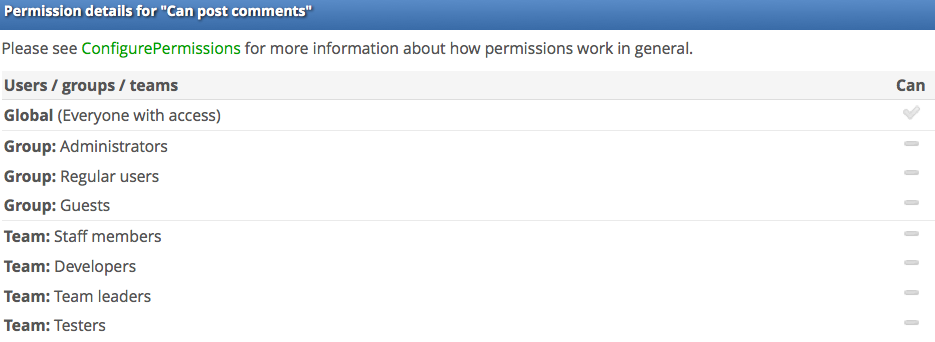 Permission details for "Can post comments"
Please see ConfigurePermissions for more information about how permissions work in general.
Users / groups / teams Can
Global (Everyone with access)
Group: Administrators
Group: Regular users
Group: Guests
Team: Staff members
Team: Developers
Team: Team leaders
Team: Testers